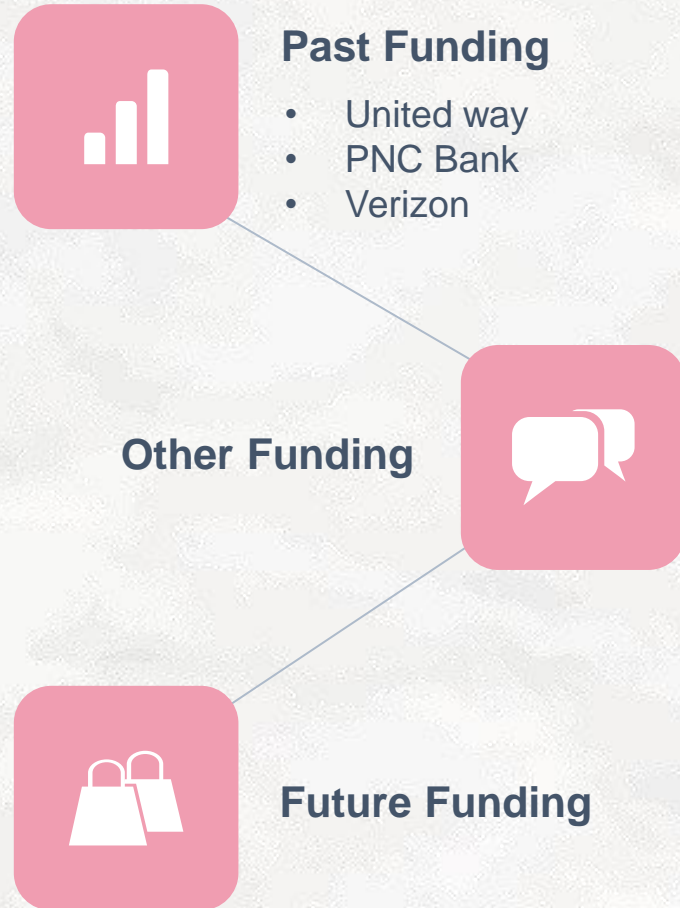 Past Funding
• United way
• PNC Bank
• Verizon
Other Funding
Future Funding